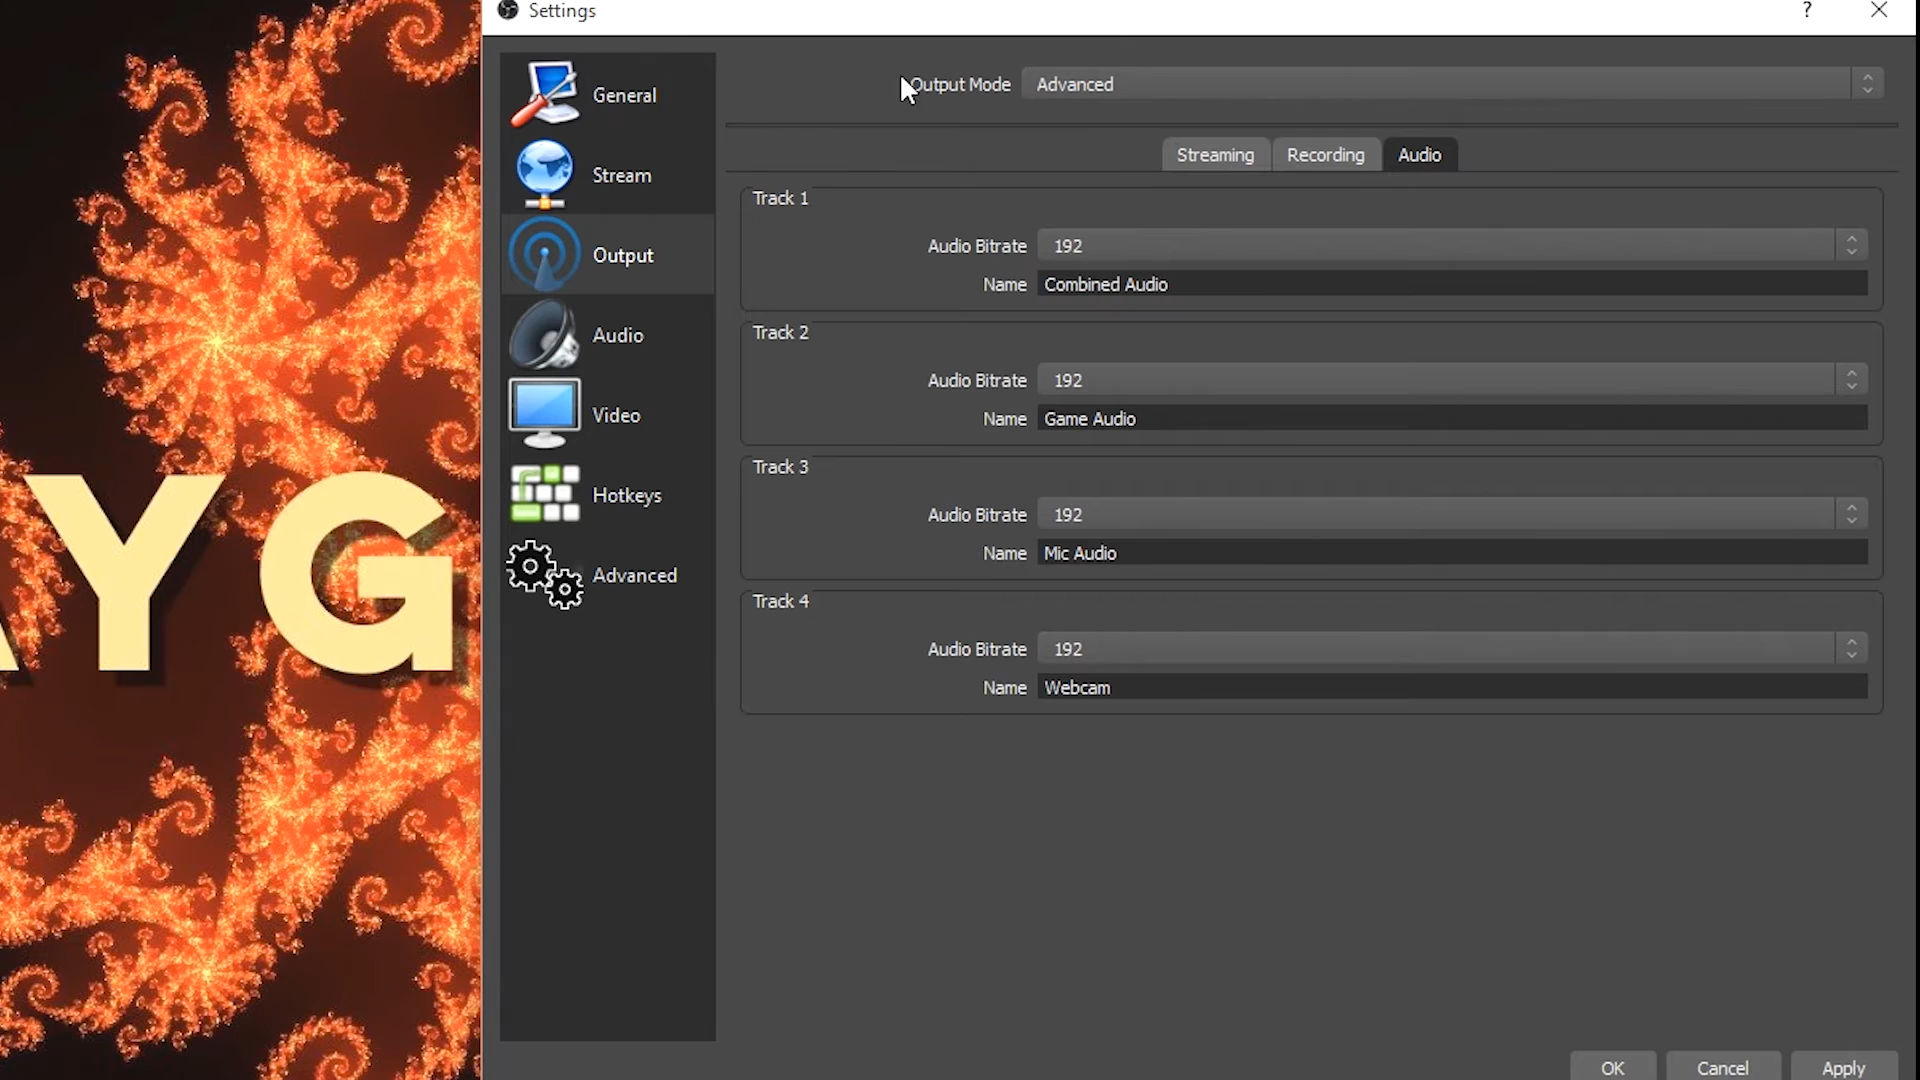 Settings
?
General
Stream
Output
Audio
Video
Hotkeys
Advanced
Output Mode Advanced
Streaming Recording Audio
Track 1
Audio Bitrate 192
Name Combined Audio
Track 2
Audio Bitrate 192
Name Game Audio
Track 3
Audio Bitrate 192
Name Mic Audio
Track 4
Audio Bitrate 192
Name Webcam
OK Cancel Apply
YG